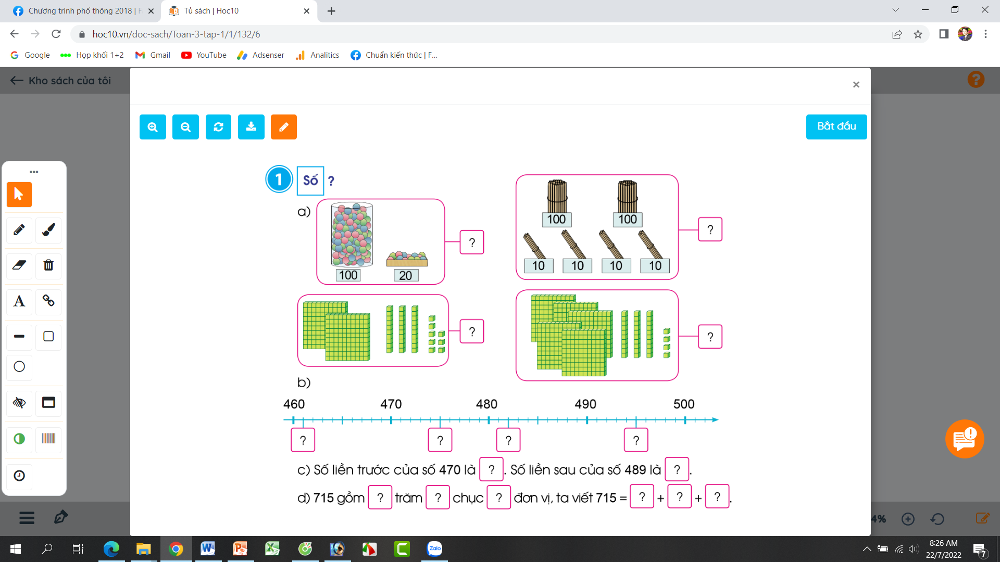 Chương trình phổ thông 2018 | F
Tủ sách | Hoc10
hoc10.vn/doc-sach/Toan-3-tap-1/1/132/6
Google
Họp khối 1+2
Gmail
YouTube
Adsenser
Analitics
Chuẩn kiến thức | F...
Kho sách của tôi
?
×
Bắt đầu
1 Số ?
a)
100 20 ?
100 100
10 10 10 10
?
?
?
b)
460 470 480 490 500
? ? ? ?
c) Số liền trước của số 470 là ? . Số liền sau của số 489 là ? .
d) 715 gồm ? trăm ? chục ? đơn vị, ta viết 715 = ? + ? + ? .
4%
Zalo
8:26 AM
22/7/2022
7